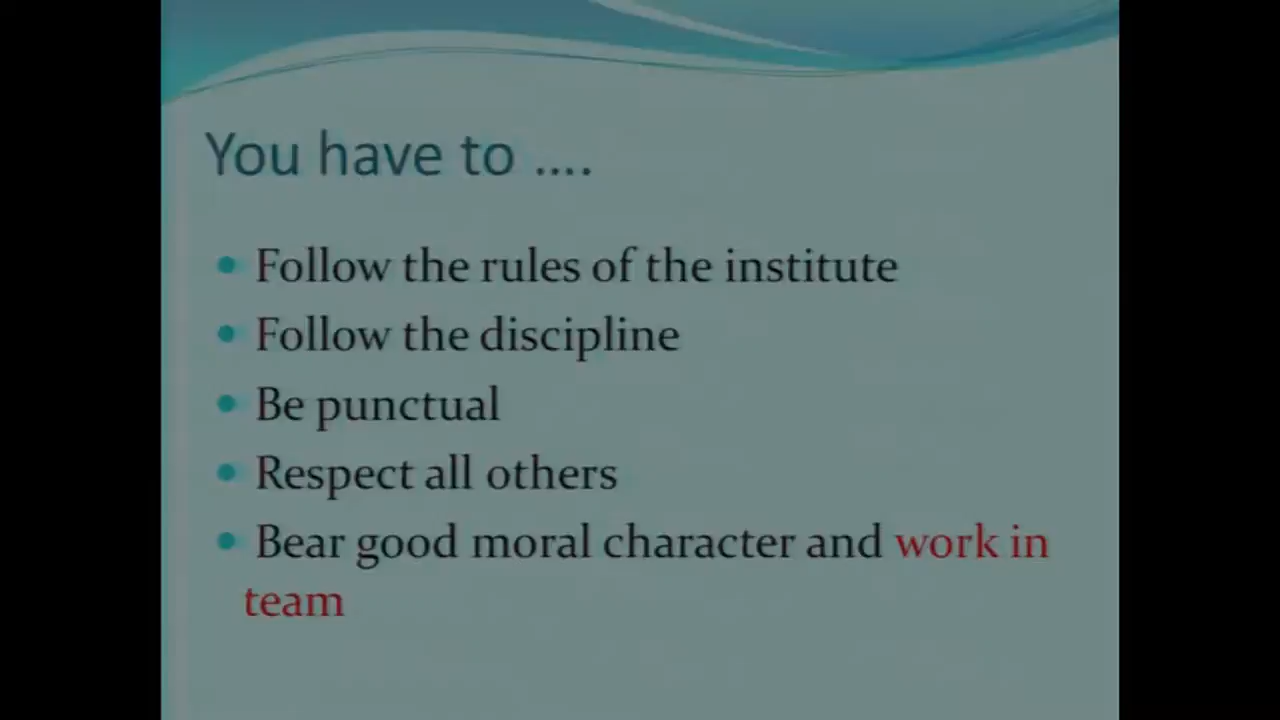 You have to ....
• Follow the rules of the institute
• Follow the discipline
• Be punctual
• Respect all others
• Bear good moral character and work in
team